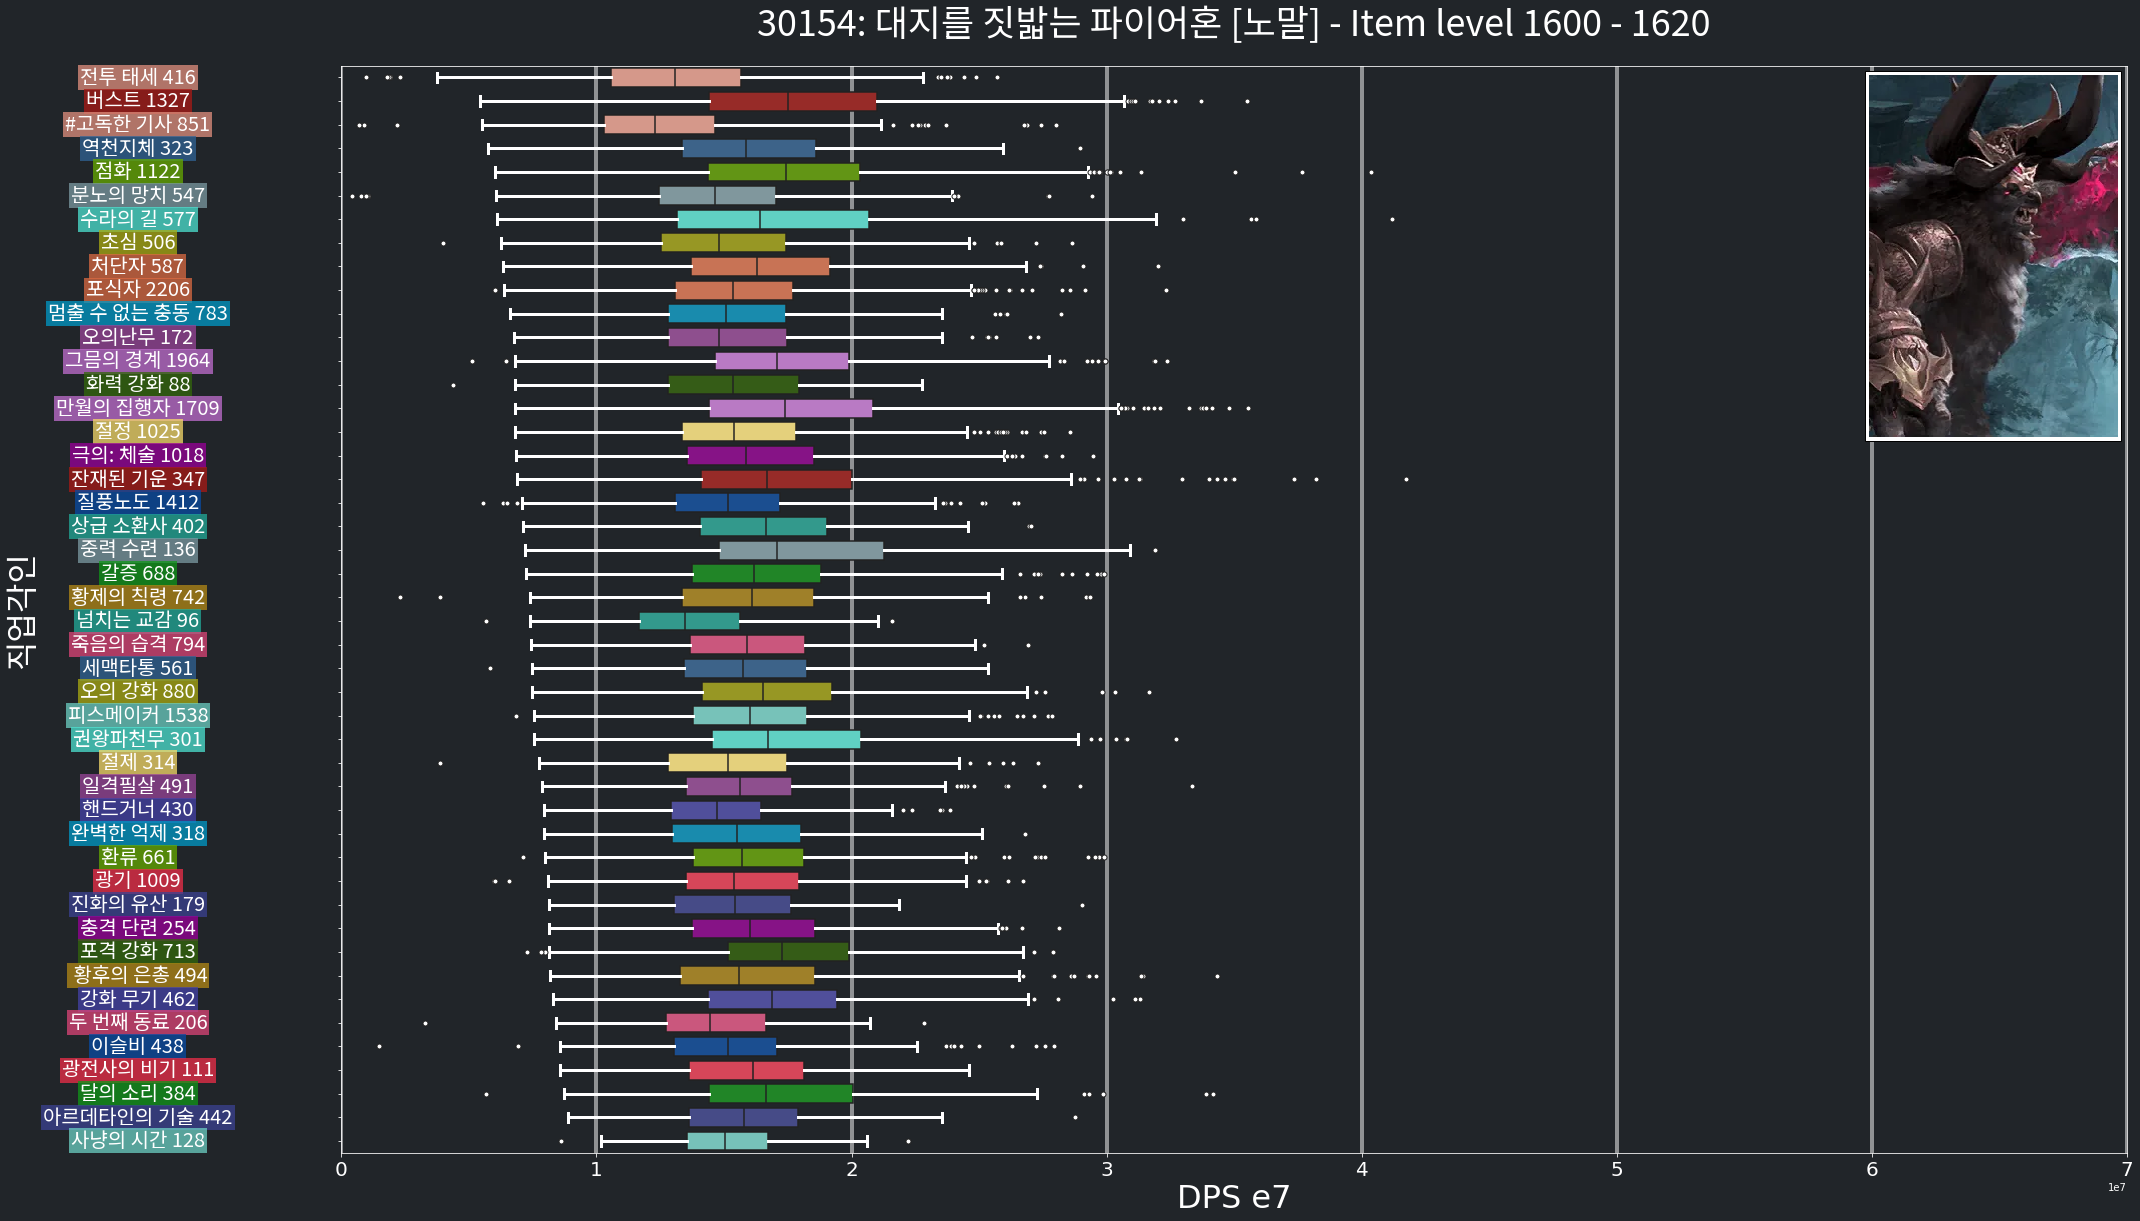 30154: 대지를 짓밟는 파이어혼 [노말] - Item level 1600 - 1620
전투 태세 416
버스트 1327
#고독한 기사 851
역천지체 323
점화 1122
분노의 망치 547
수라의 길 577
초심 506
처단자 587
포식자 2206
멈출 수 없는 충동 783
오의난무 172
그믐의 경계 1964
화력 강화 88
만월의 집행자 1709
절정 1025
극의: 체술 1018
잔재된 기운 347
질풍노도 1412
상급 소환사 402
중력 수련 136
갈증 688
황제의 칙령 742
넘치는 교감 96
죽음의 습격 794
세맥타통 561
오의 강화 880
피스메이커 1538
권왕파천무 301
절제 314
일격필살 491
핸드거너 430
완벽한 억제 318
환류 661
광기 1009
진화의 유산 179
충격 단련 254
포격 강화 713
황후의 은총 494
강화 무기 462
두 번째 동료 206
이슬비 438
광전사의 비기 111
달의 소리 384
아르데타인의 기술 442
사냥의 시간 128
직업각인
0 1 2 3 4 5 6 7
DPS e7
1e7